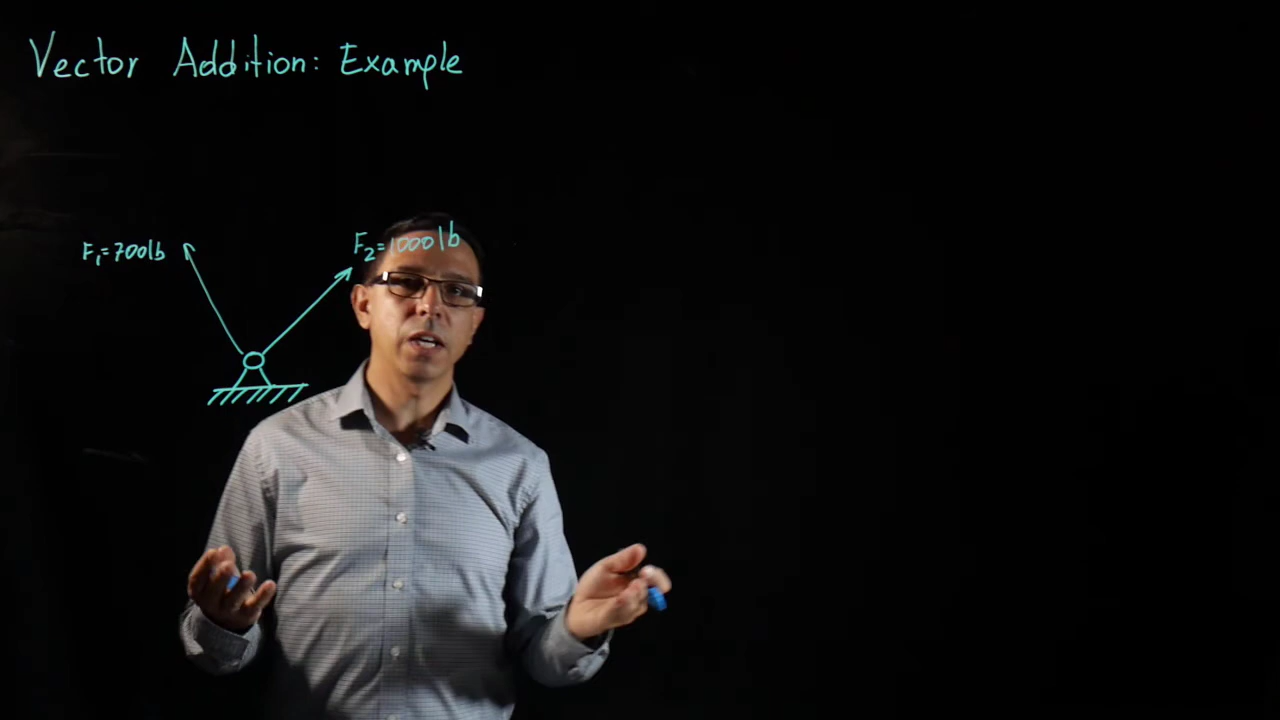 Vector Addition: Example
F₁=700lb
F₂=1000lb